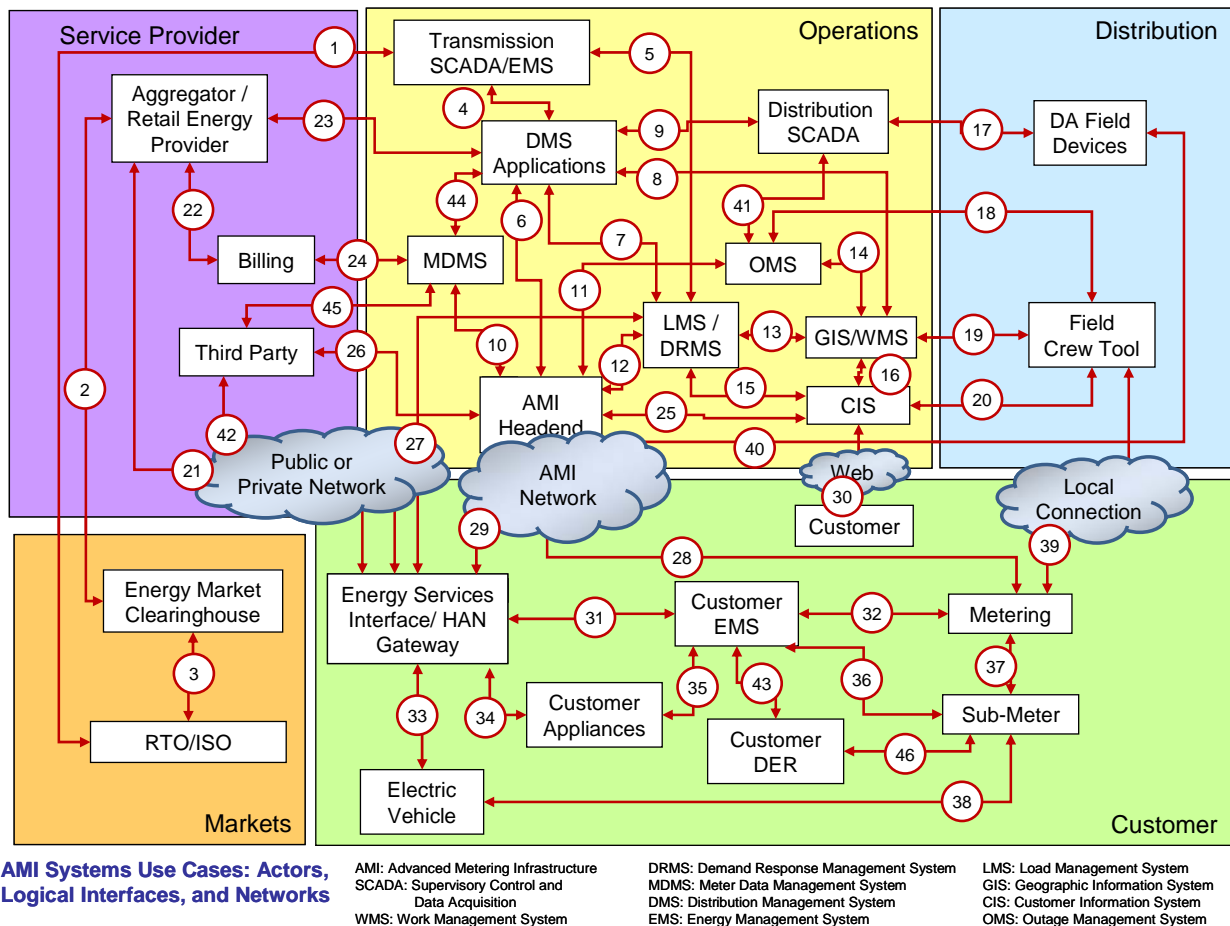 Service Provider
1
Transmission
SCADA/EMS
5
Operations
Distribution
Aggregator /
Retail Energy
Provider
23
4
9
DMS
Applications
Distribution
SCADA
17
DA Field
Devices
8
22
44
6
41
18
7
Billing
24
MDMS
11
OMS
14
45
Third Party
26
10
12
LMS /
DRMS
13
GIS/WMS
19
Field
Crew Tool
2
15
16
AMI
Headend
25
CIS
20
42
27
40
21
Public or
Private Network
AMI
Network
Web
30
Customer
Local
Connection
29
28
39
Energy Market
Clearinghouse
Energy Services
Interface/ HAN
Gateway
31
Customer
EMS
32
Metering
3
37
35
43
36
33
34
Customer
Appliances
Sub-Meter
RTO/ISO
Customer
DER
46
Electric
Vehicle
38
Markets
Customer
AMI Systems Use Cases: Actors,
Logical Interfaces, and Networks
AMI: Advanced Metering Infrastructure
SCADA: Supervisory Control and
Data Acquisition
WMS: Work Management System
DRMS: Demand Response Management System
MDMS: Meter Data Management System
DMS: Distribution Management System
EMS: Energy Management System
LMS: Load Management System
GIS: Geographic Information System
CIS: Customer Information System
OMS: Outage Management System